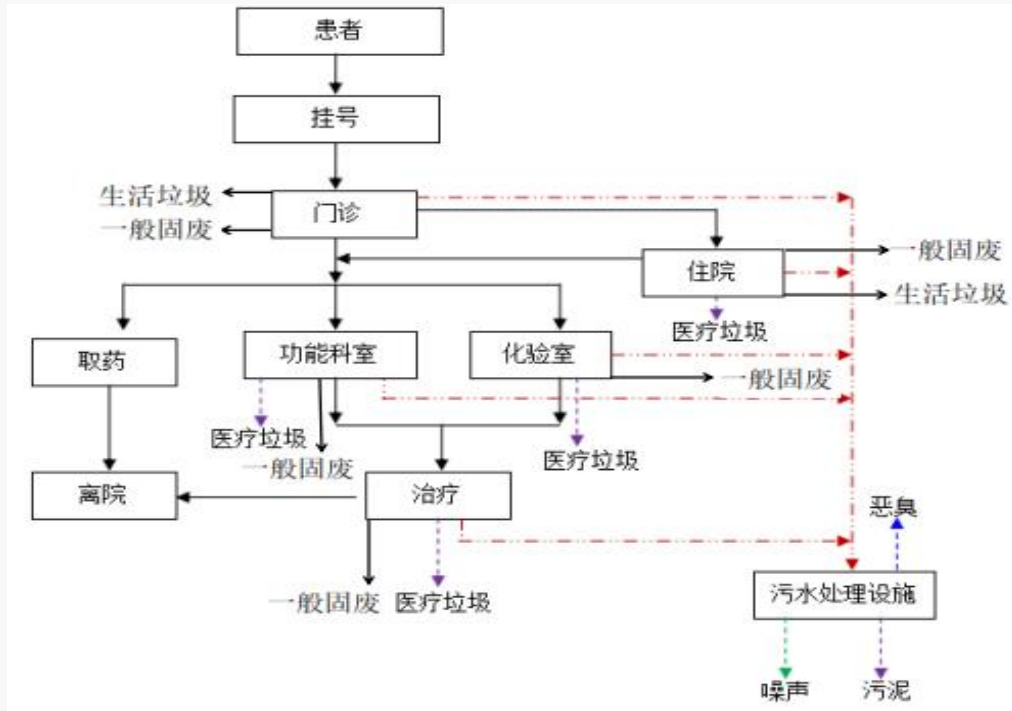 患者
挂号
生活垃圾
门诊
一般固废
一般固废
住院
生活垃圾
医疗垃圾
取药
功能科室
化验室
一般固废
医疗垃圾
一般固废
医疗垃圾
离院
治疗
恶臭
一般固废
医疗垃圾
污水处理设施
噪声
污泥